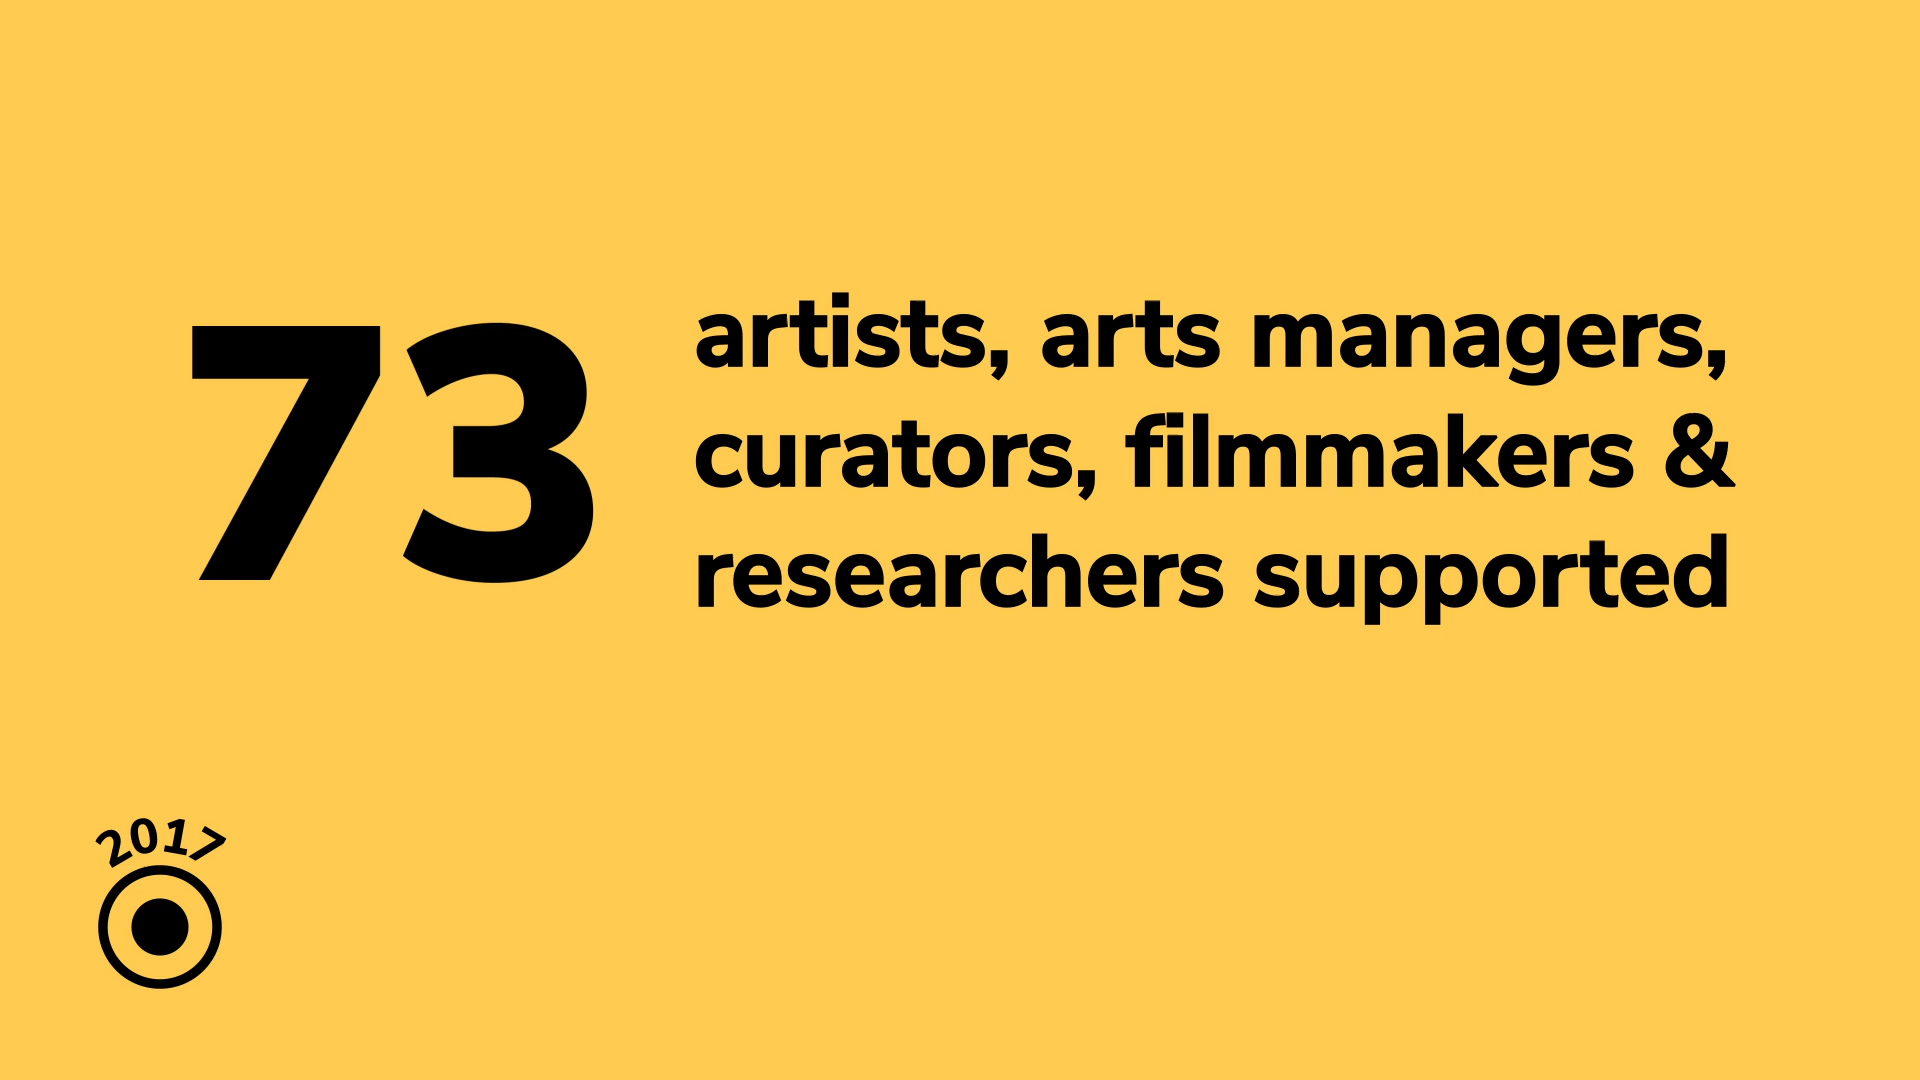 73
artists, arts managers,
curators, filmmakers &
researchers supported
2017